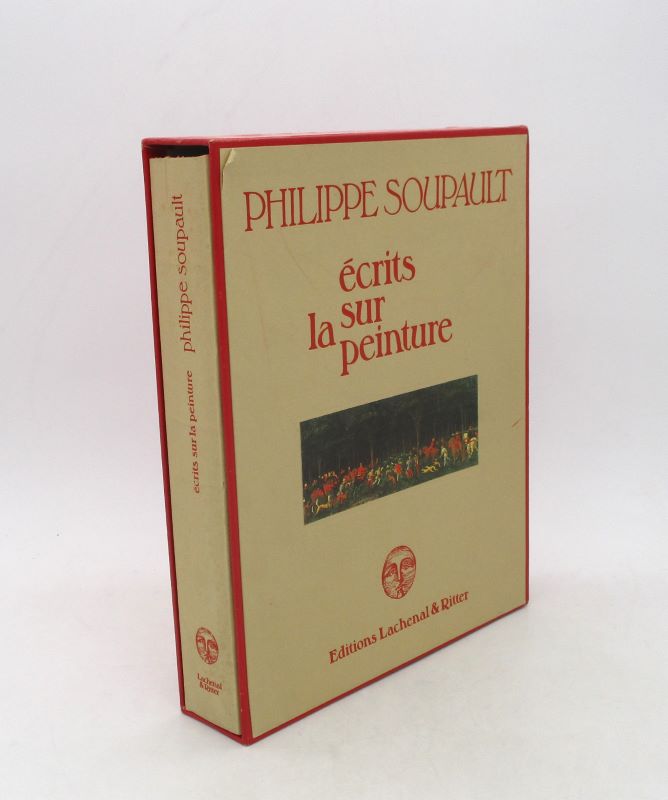 PHILIPPE SOUPAULT
écrits
sur
la
peinture
Editions Lachenal & Ritter
philippe soupault
écrits sur la peinture
Lachenal
& Ritter